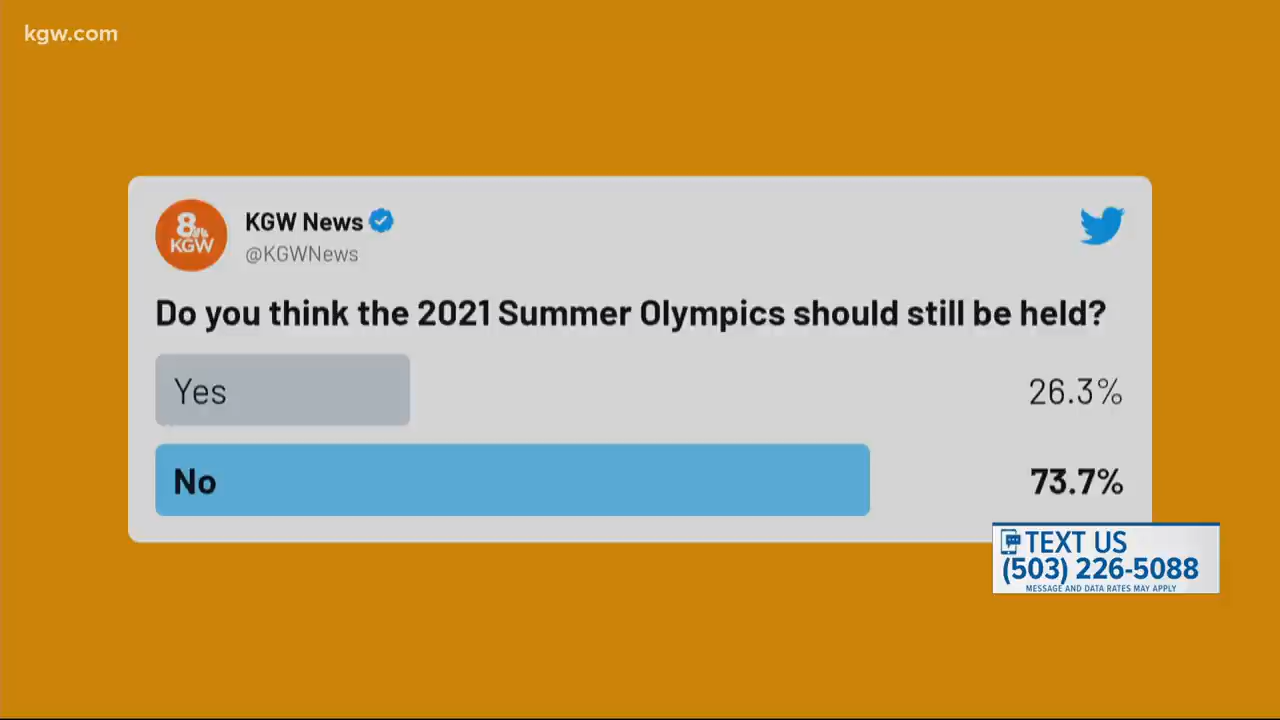 kgw.com
8
KGW
KGW News
@KGWNews
Do you think the 2021 Summer Olympics should still be held?
Yes 26.3%
No 73.7%
TEXT US
(503) 226-5088
MESSAGE AND DATA RATES MAY APPLY